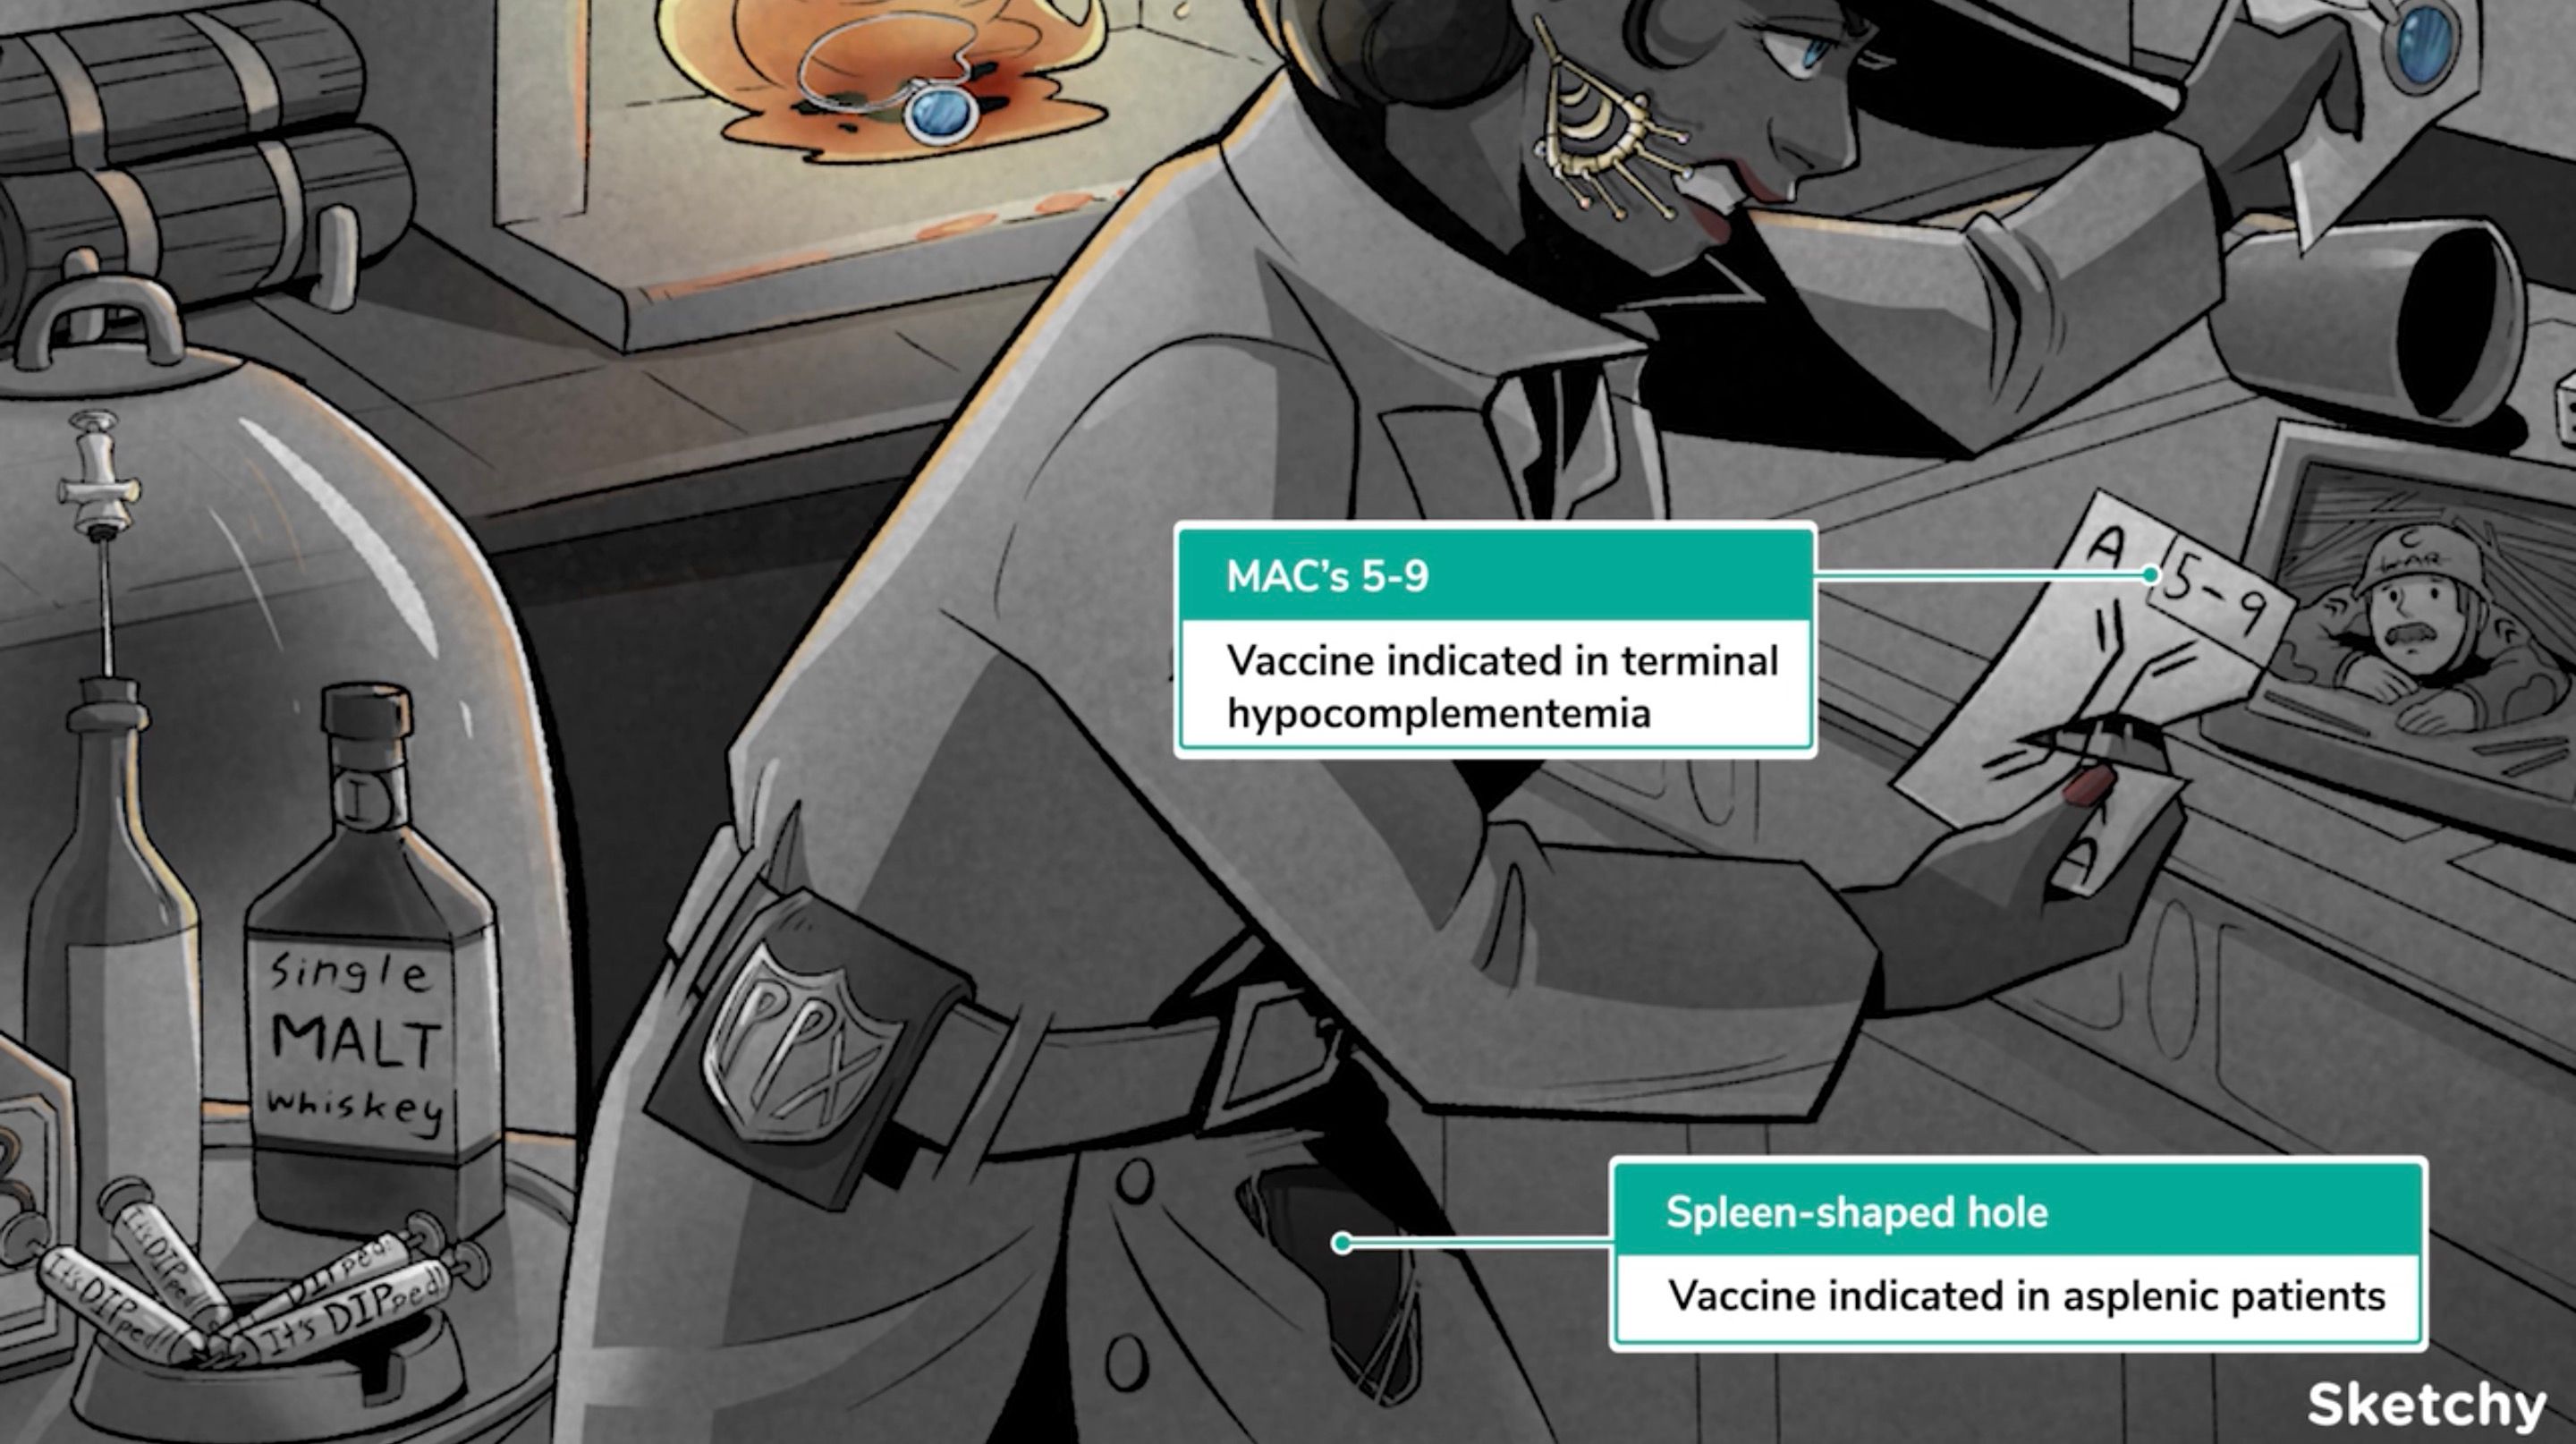 A 5-9
C
WAR
MAC's 5-9
Vaccine indicated in terminal
hypocomplementemia
I
Single
MALT
whiskey
PPX
Spleen-shaped hole
Vaccine indicated in asplenic patients
It's DIPped!
It's DIPped!
DIPped!
It's DIPped!
Sketchy